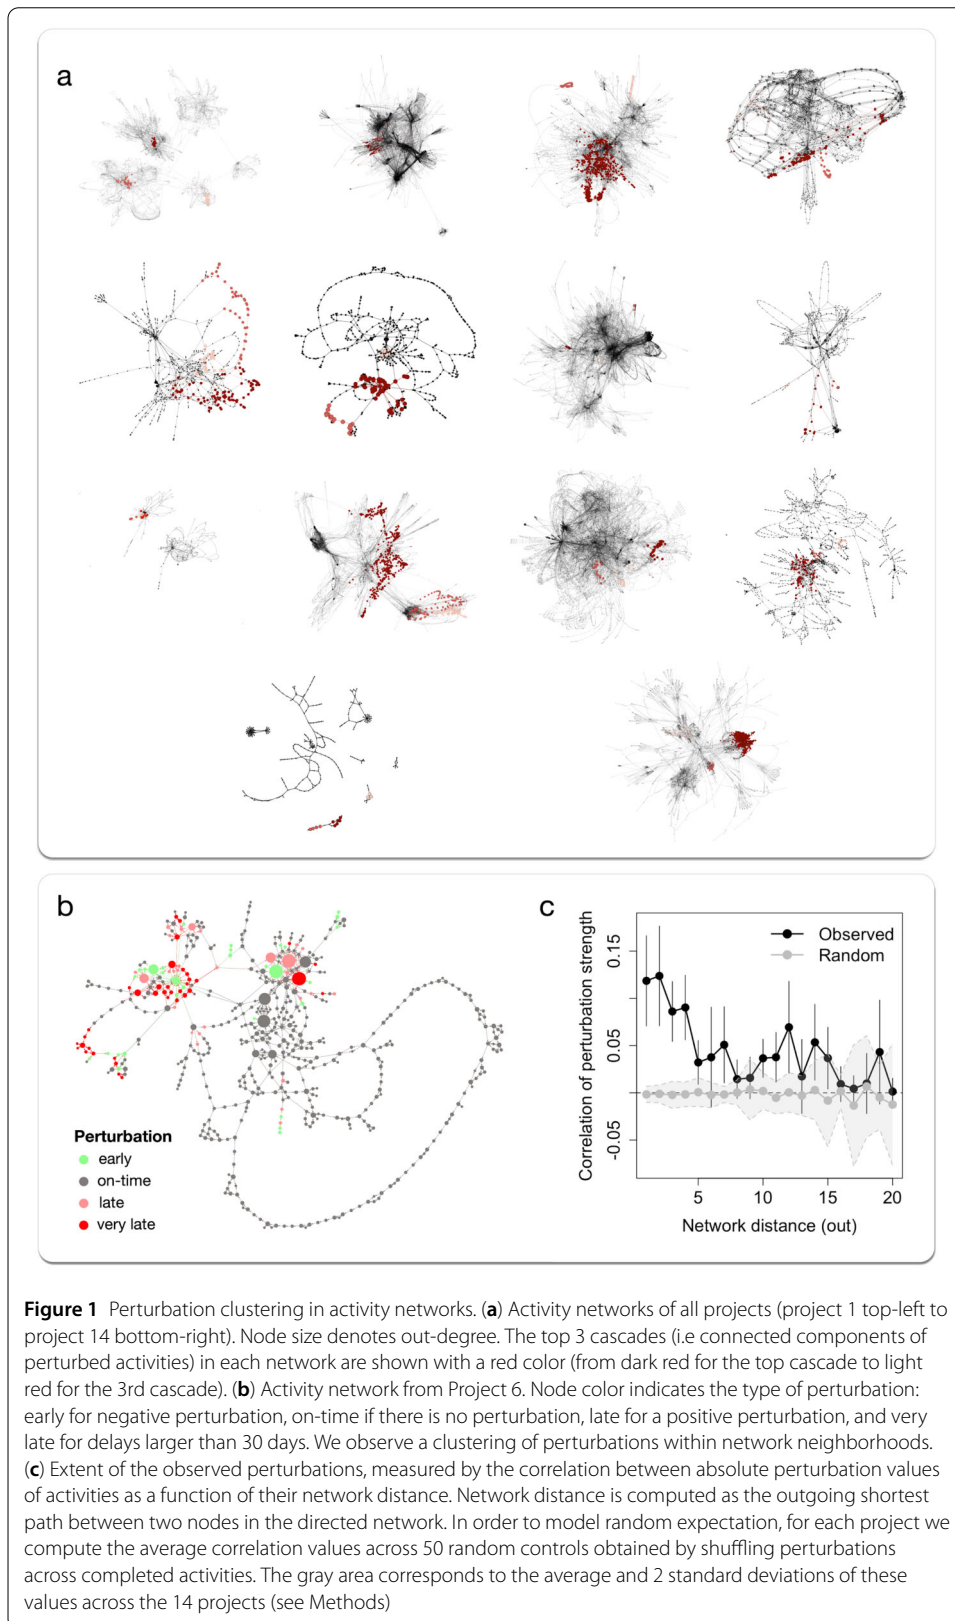 a
b
Perturbation
early
on-time
late
very late
c
Correlation of perturbation strength
0.15
0.05
-0.05
Observed
Random
5 10 15 20
Network distance (out)
Figure 1 Perturbation clustering in activity networks. (a) Activity networks of all projects (project 1 top-left to
project 14 bottom-right). Node size denotes out-degree. The top 3 cascades (i.e connected components of
perturbed activities) in each network are shown with a red color (from dark red for the top cascade to light
red for the 3rd cascade). (b) Activity network from Project 6. Node color indicates the type of perturbation:
early for negative perturbation, on-time if there is no perturbation, late for a positive perturbation, and very
late for delays larger than 30 days. We observe a clustering of perturbations within network neighborhoods.
(c) Extent of the observed perturbations, measured by the correlation between absolute perturbation values
of activities as a function of their network distance. Network distance is computed as the outgoing shortest
path between two nodes in the directed network. In order to model random expectation, for each project we
compute the average correlation values across 50 random controls obtained by shuffling perturbations
across completed activities. The gray area corresponds to the average and 2 standard deviations of these
values across the 14 projects (see Methods)